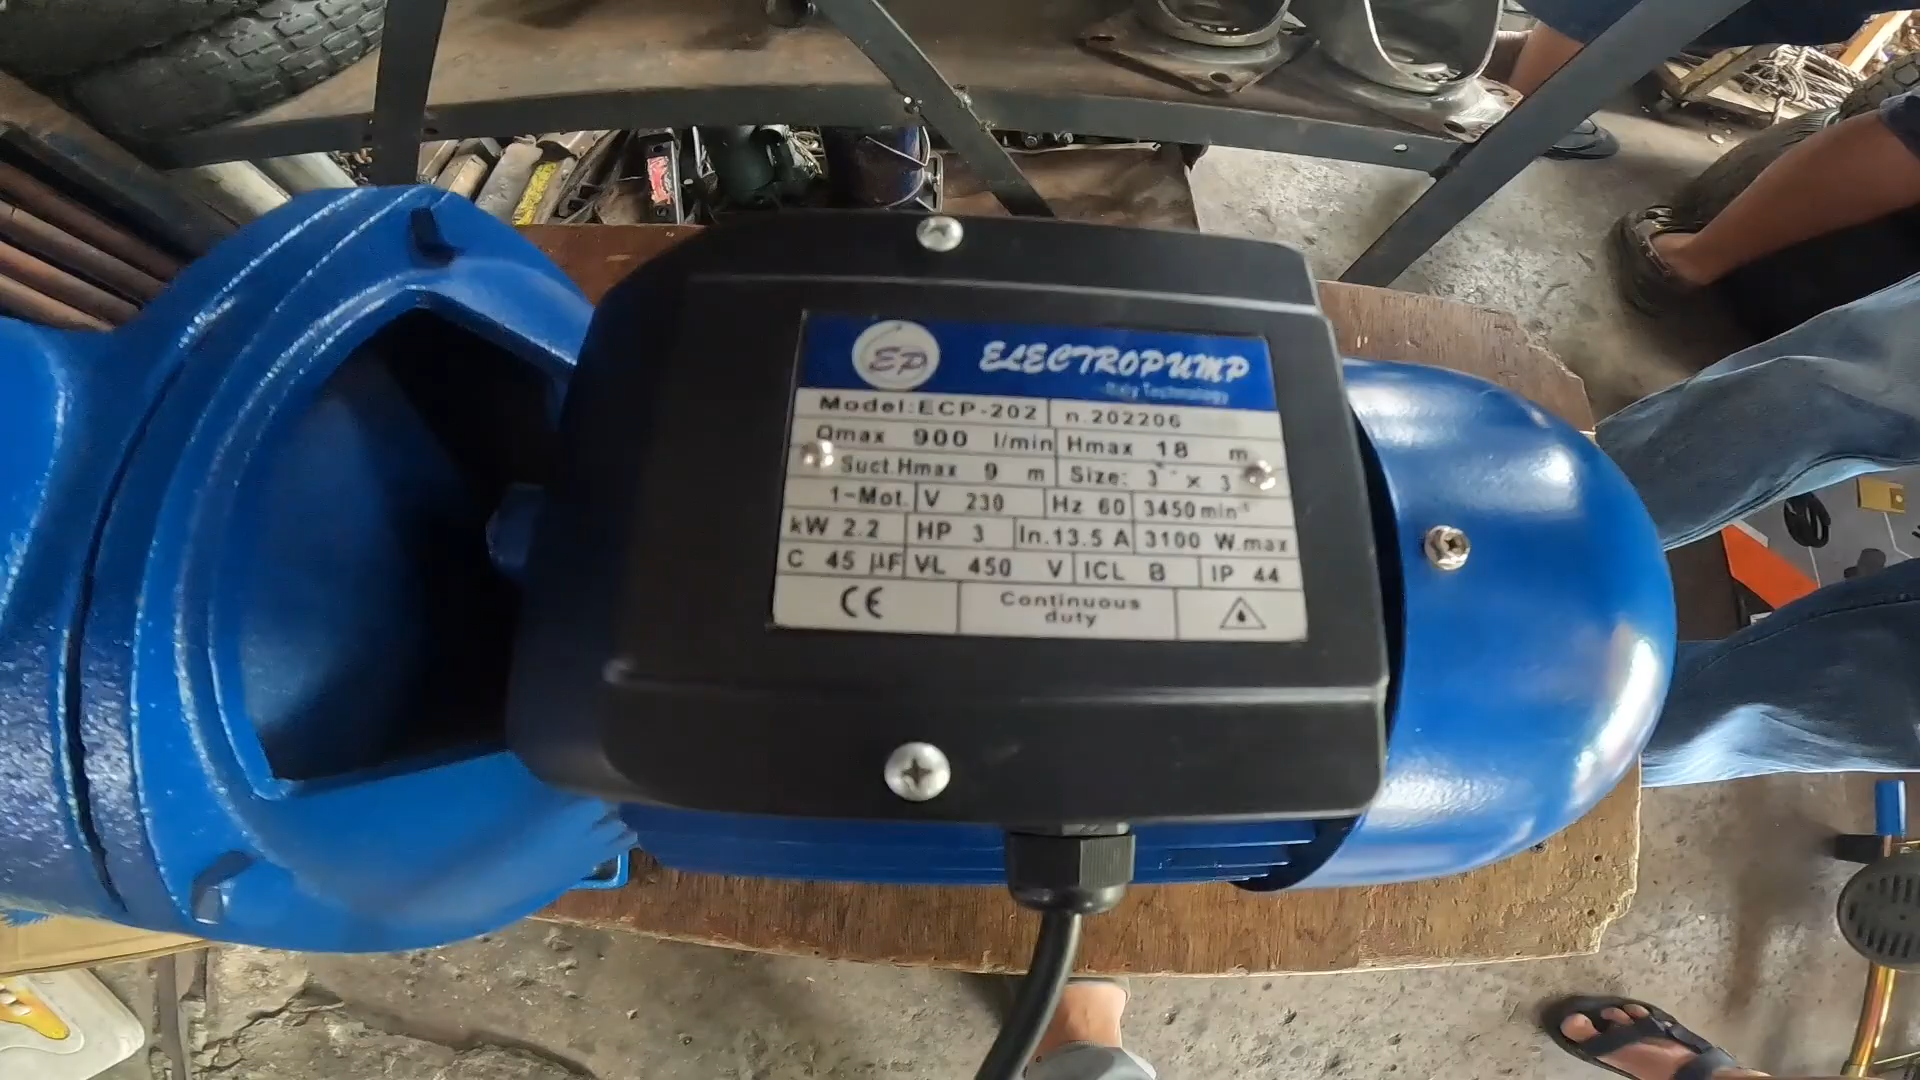 EP ELECTROPUMP
Italy Technology
Model:ECP-202 n.202206
Qmax 900 l/min Hmax 18 m
Suct.Hmax 9 m Size: 3" x 3
1-Mot. V 230 Hz 60 3450min⁻¹
kW 2.2 HP 3 In.13.5 A 3100 W.max
C 45 µF VL 450 V ICL B IP 44
CE Continuous
duty